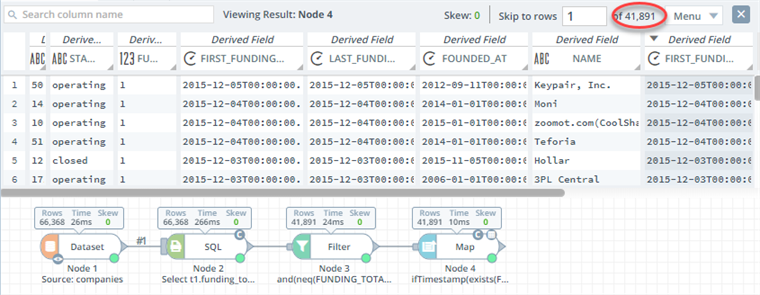 Search column name Viewing Result: Node 4 Skew: 0 Skip to rows 1 of 41,891 Menu
D Derive... Derive... Derived Field Derived Field Derived Field Derived Field Derived Field
ABC STA... 123 FU... FIRST_FUNDING... LAST_FUNDI... FOUNDED_AT ABC NAME FIRST_FUNDI...
1 50 operating 1 2015-12-05T00:00:00. 2015-12-05T00:00:0 2012-09-11T00:00:0 Keypair, Inc. 2015-12-05T00:00:0
2 14 operating 1 2015-12-04T00:00:00. 2015-12-04T00:00:0 2014-01-01T00:00:0 Moni 2015-12-04T00:00:0
3 10 operating 1 2015-12-04T00:00:00. 2015-12-04T00:00:0 2014-01-01T00:00:0 zoomot.com(CoolSha 2015-12-04T00:00:0
4 51 operating 1 2015-12-04T00:00:00. 2015-12-04T00:00:0 2014-01-01T00:00:0 Teforia 2015-12-04T00:00:0
5 12 closed 1 2015-12-03T00:00:00. 2015-12-03T00:00:0 2015-11-05T00:00:0 Hollar 2015-12-03T00:00:0
6 17 operating 1 2015-12-03T00:00:00. 2015-12-03T00:00:0 2006-01-01T00:00:0 3PL Central 2015-12-03T00:00:0
Rows Time Skew Rows Time Skew Rows Time Skew Rows Time Skew
66,368 26ms 0 66,368 266ms 0 41,891 24ms 0 41,891 10ms 0
Dataset #1 SQL Filter Map
Node 1 Node 2 Node 3 Node 4
Source: companies Select t1.funding_to... and(neq(FUNDING_TOTA... ifTimestamp(exists(F...